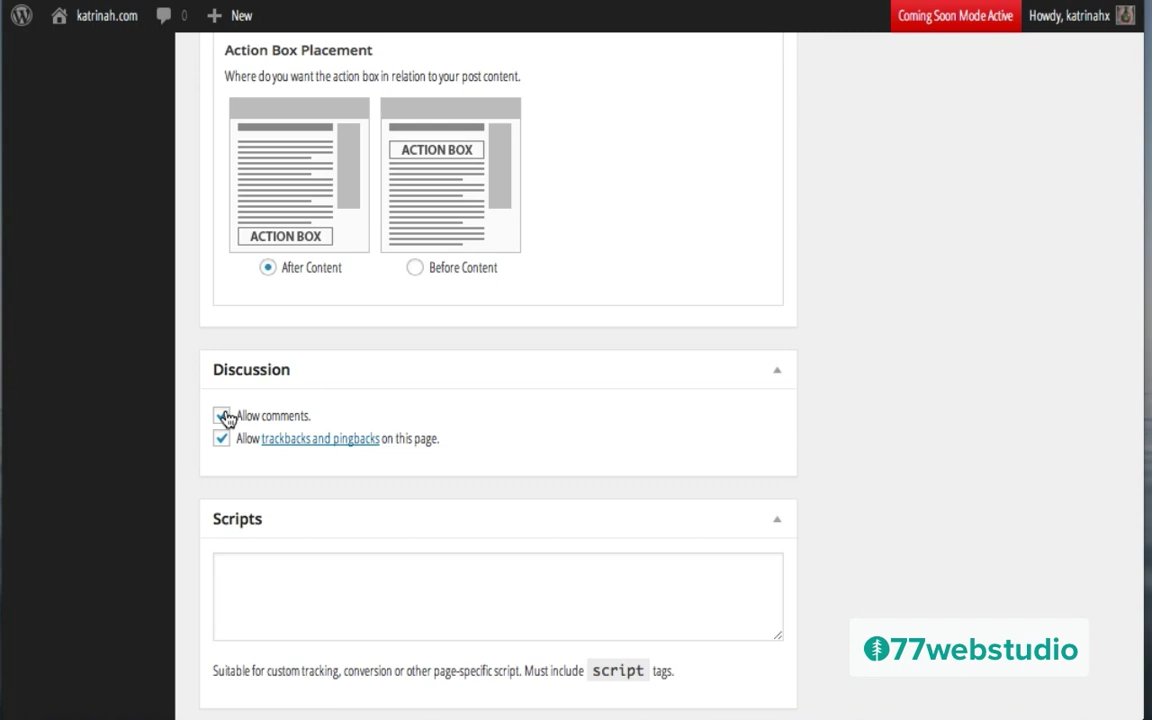 katrinah.com 0 New Coming Soon Mode Active Howdy, katrinahx
Action Box Placement
Where do you want the action box in relation to your post content.
ACTION BOX
ACTION BOX
After Content Before Content
Discussion
Allow comments.
Allow trackbacks and pingbacks on this page.
Scripts
Suitable for custom tracking, conversion or other page-specific script. Must include script tags.
77webstudio